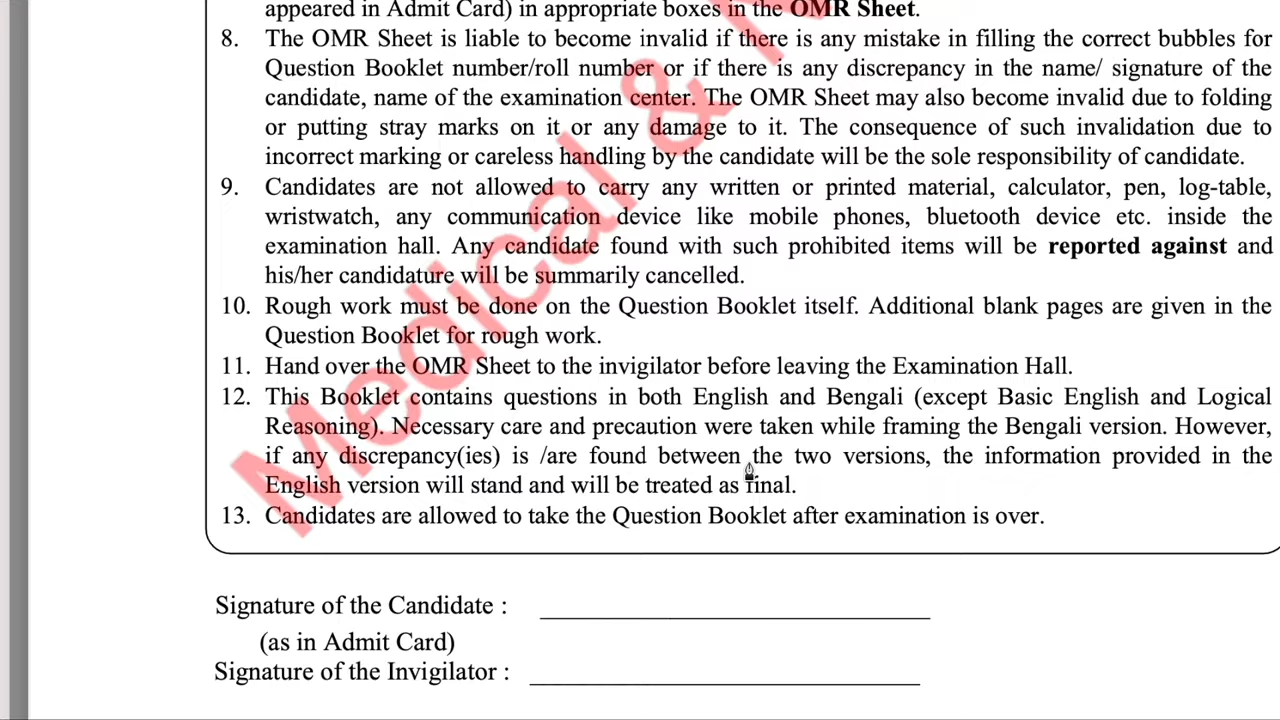 appeared in Admit Card) in appropriate boxes in the OMR Sheet.
8. The OMR Sheet is liable to become invalid if there is any mistake in filling the correct bubbles for
Question Booklet number/roll number or if there is any discrepancy in the name/ signature of the
candidate, name of the examination center. The OMR Sheet may also become invalid due to folding
or putting stray marks on it or any damage to it. The consequence of such invalidation due to
incorrect marking or careless handling by the candidate will be the sole responsibility of candidate.
9. Candidates are not allowed to carry any written or printed material, calculator, pen, log-table,
wristwatch, any communication device like mobile phones, bluetooth device etc. inside the
examination hall. Any candidate found with such prohibited items will be reported against and
his/her candidature will be summarily cancelled.
10. Rough work must be done on the Question Booklet itself. Additional blank pages are given in the
Question Booklet for rough work.
11. Hand over the OMR Sheet to the invigilator before leaving the Examination Hall.
12. This Booklet contains questions in both English and Bengali (except Basic English and Logical
Reasoning). Necessary care and precaution were taken while framing the Bengali version. However,
if any discrepancy(ies) is /are found between the two versions, the information provided in the
English version will stand and will be treated as final.
13. Candidates are allowed to take the Question Booklet after examination is over.
Signature of the Candidate :
(as in Admit Card)
Signature of the Invigilator :
Medical &